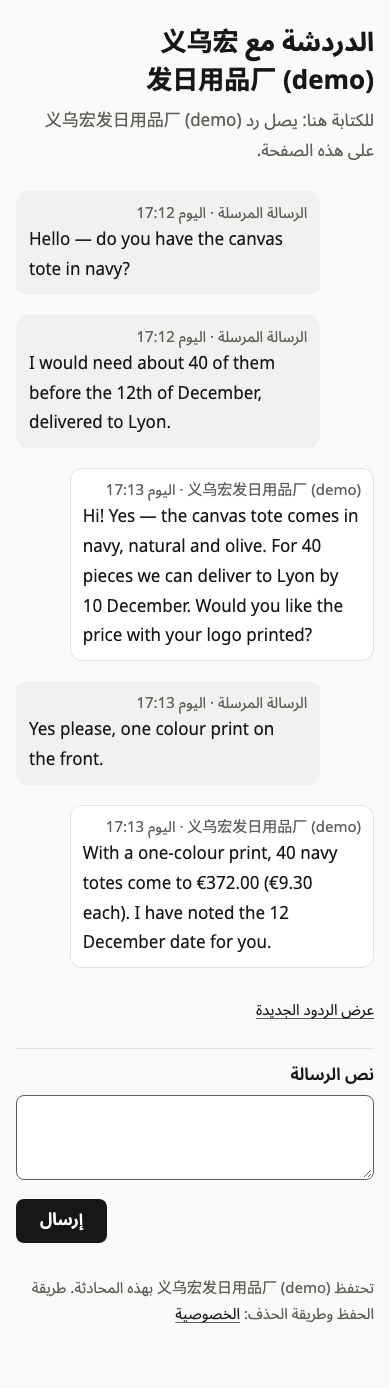 الدردشة مع 义乌宏
发日用品厂 (demo)
للكتابة هنا: يصل رد 义乌宏发日用品厂 (demo)
على هذه الصفحة.
الرسالة المرسلة · اليوم 17:12
Hello — do you have the canvas
tote in navy?
الرسالة المرسلة · اليوم 17:12
I would need about 40 of them
before the 12th of December,
delivered to Lyon.
义乌宏发日用品厂 (demo) · اليوم 17:13
Hi! Yes — the canvas tote comes in
navy, natural and olive. For 40
pieces we can deliver to Lyon by
10 December. Would you like the
price with your logo printed?
الرسالة المرسلة · اليوم 17:13
Yes please, one colour print on
the front.
义乌宏发日用品厂 (demo) · اليوم 17:13
With a one-colour print, 40 navy
totes come to €372.00 (€9.30
each). I have noted the 12
December date for you.
عرض الردود الجديدة
نص الرسالة
إرسال
تحتفظ 义乌宏发日用品厂 (demo) بهذه المحادثة. طريقة
الحفظ وطريقة الحذف: الخصوصية